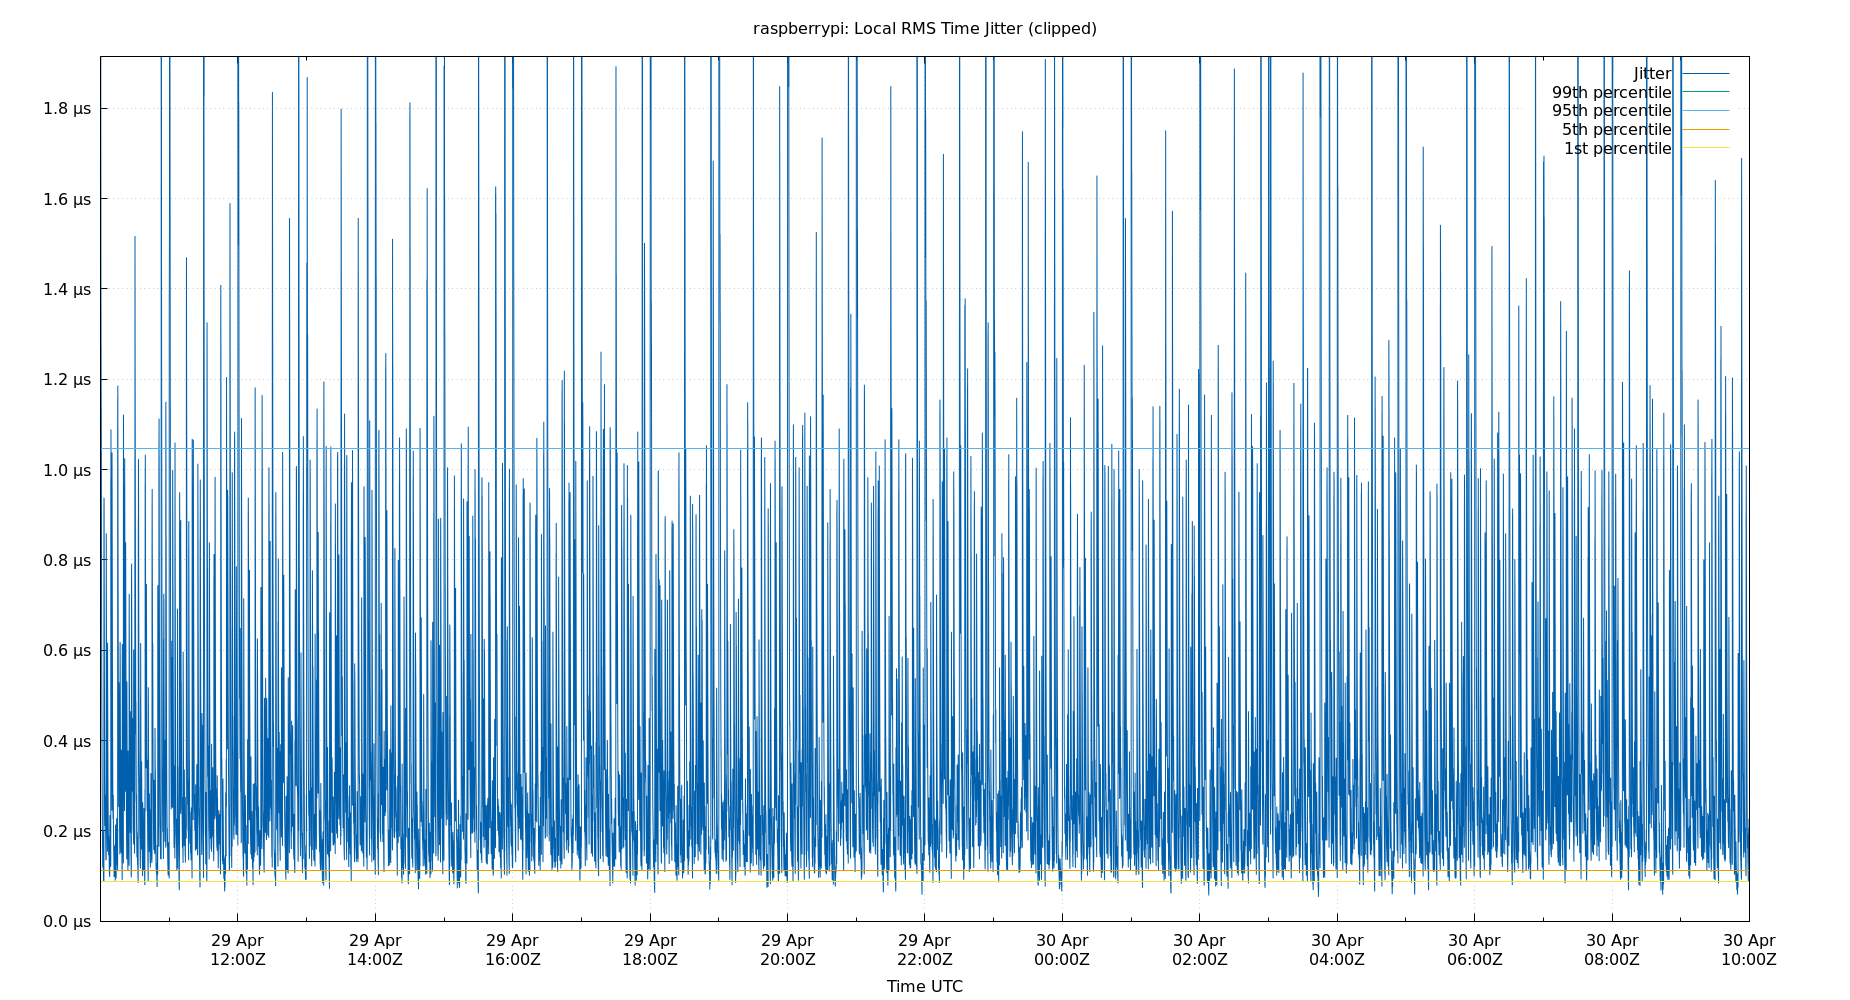 raspberrypi: Local RMS Time Jitter (clipped)
Jitter
99th percentile
95th percentile
5th percentile
1st percentile
1.8 μs
1.6 μs
1.4 μs
1.2 μs
1.0 μs
0.8 μs
0.6 μs
0.4 μs
0.2 μs
0.0 μs
29 Apr 29 Apr 29 Apr 29 Apr 29 Apr 29 Apr 30 Apr 30 Apr 30 Apr 30 Apr 30 Apr 30 Apr
12:00Z 14:00Z 16:00Z 18:00Z 20:00Z 22:00Z 00:00Z 02:00Z 04:00Z 06:00Z 08:00Z 10:00Z
Time UTC